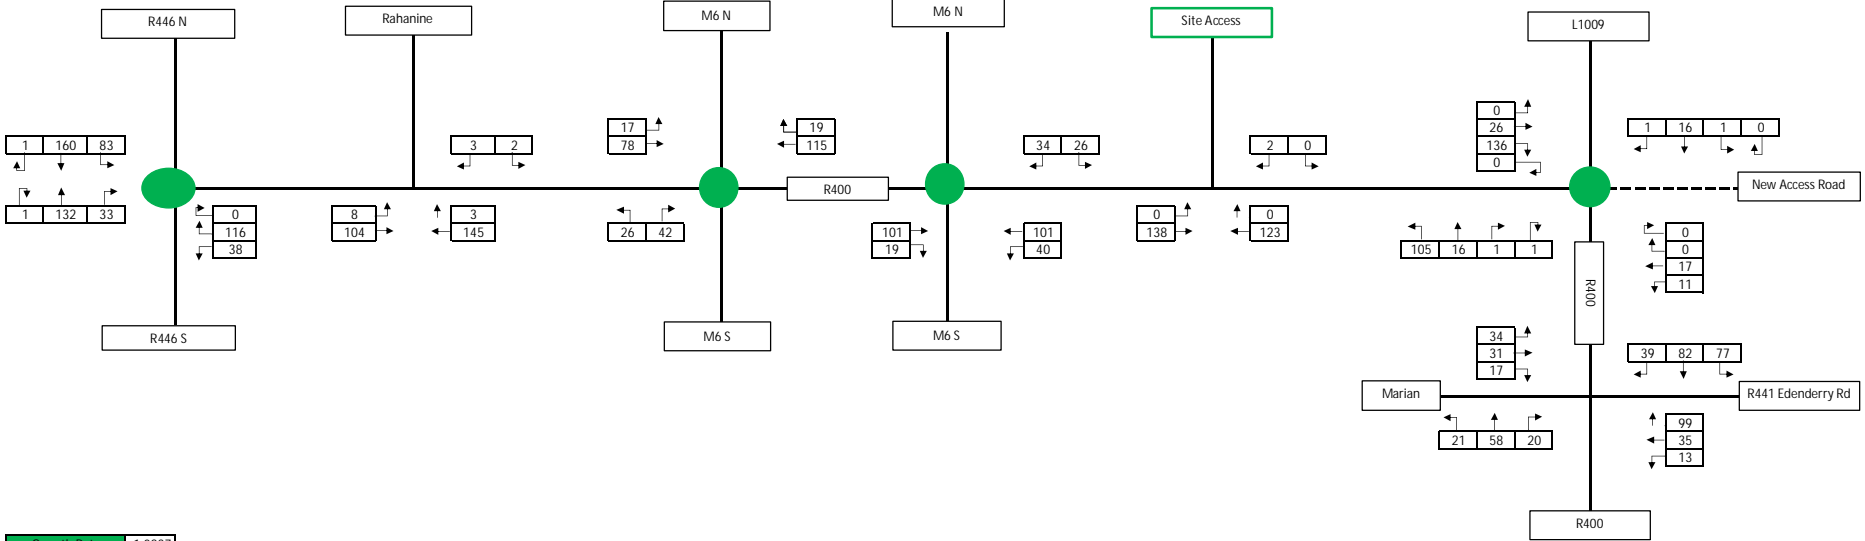 R446 N
Rahanine
M6 N
M6 N
Site Access
L1009
1 160 83
1 132 33
0
116
38
R446 S
8
104
3 2
3
145
17
78
19
115
26 42
M6 S
R400
34 26
101
19
101
40
M6 S
2 0
0
138
0
123
0
26
136
0
1 16 1 0
New Access Road
105 16 1 1
0
0
17
11
R400
34
31
17
39 82 77
Marian
R441 Edenderry Rd
21 58 20
99
35
13
R400